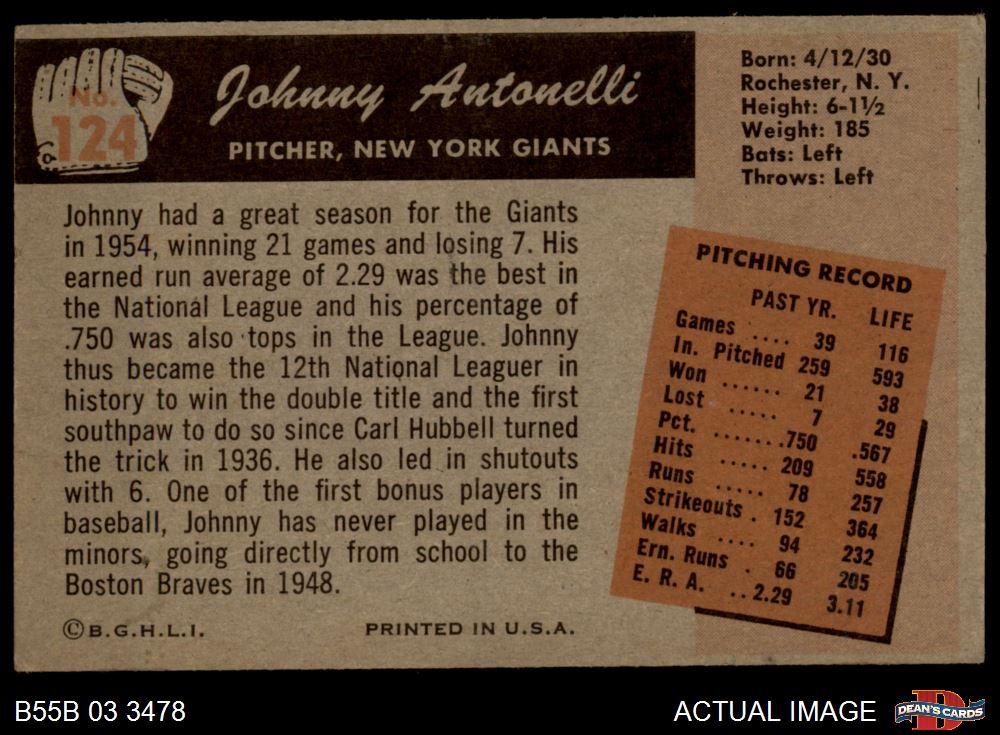 No.
124
Johnny Antonelli
PITCHER, NEW YORK GIANTS
Born: 4/12/30
Rochester, N. Y.
Height: 6-1½
Weight: 185
Bats: Left
Throws: Left
Johnny had a great season for the Giants
in 1954, winning 21 games and losing 7. His
earned run average of 2.29 was the best in
the National League and his percentage of
.750 was also tops in the League. Johnny
thus became the 12th National Leaguer in
history to win the double title and the first
southpaw to do so since Carl Hubbell turned
the trick in 1936. He also led in shutouts
with 6. One of the first bonus players in
baseball, Johnny has never played in the
minors, going directly from school to the
Boston Braves in 1948.
PITCHING RECORD
PAST YR. LIFE
Games .... 39 116
In. Pitched 259 593
Won ...... 21 38
Lost ..... 7 29
Pct. .......750 .567
Hits ..... 209 558
Runs ..... 78 257
Strikeouts . 152 364
Walks .... 94 232
Ern. Runs . 66 205
E. R. A. ..2.29 3.11
©B.G.H.L.I. PRINTED IN U.S.A.
B55B 03 3478
ACTUAL IMAGE
DEAN'S CARDS